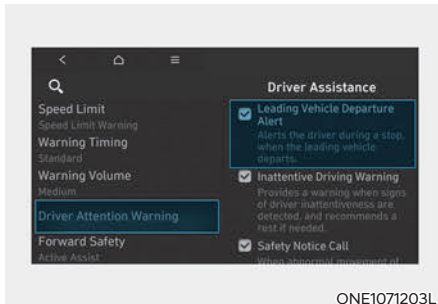 Driver Assistance
Speed Limit
Speed Limit Warning
Warning Timing
Standard
Warning Volume
Medium
Driver Attention Warning
Forward Safety
Active Assist
Leading Vehicle Departure
Alert
Alerts the driver during a stop,
when the leading vehicle
departs.
Inattentive Driving Warning
Provides a warning when signs
of driver inattentiveness are
detected, and recommends a
rest if needed.
Safety Notice Call
When abnormal movement of
ONE1071203L